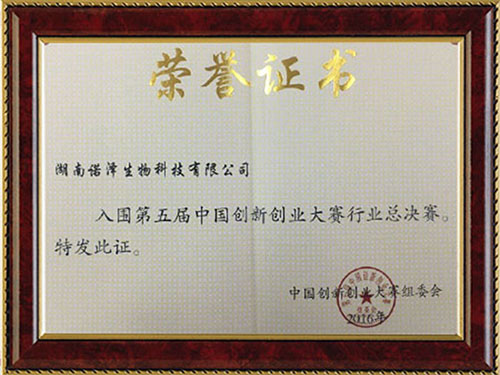 荣誉证书
湖南诺泽生物科技有限公司
入围第五届中国创新创业大赛行业总决赛。
特发此证。
中国创新创业大赛组委会
2016年